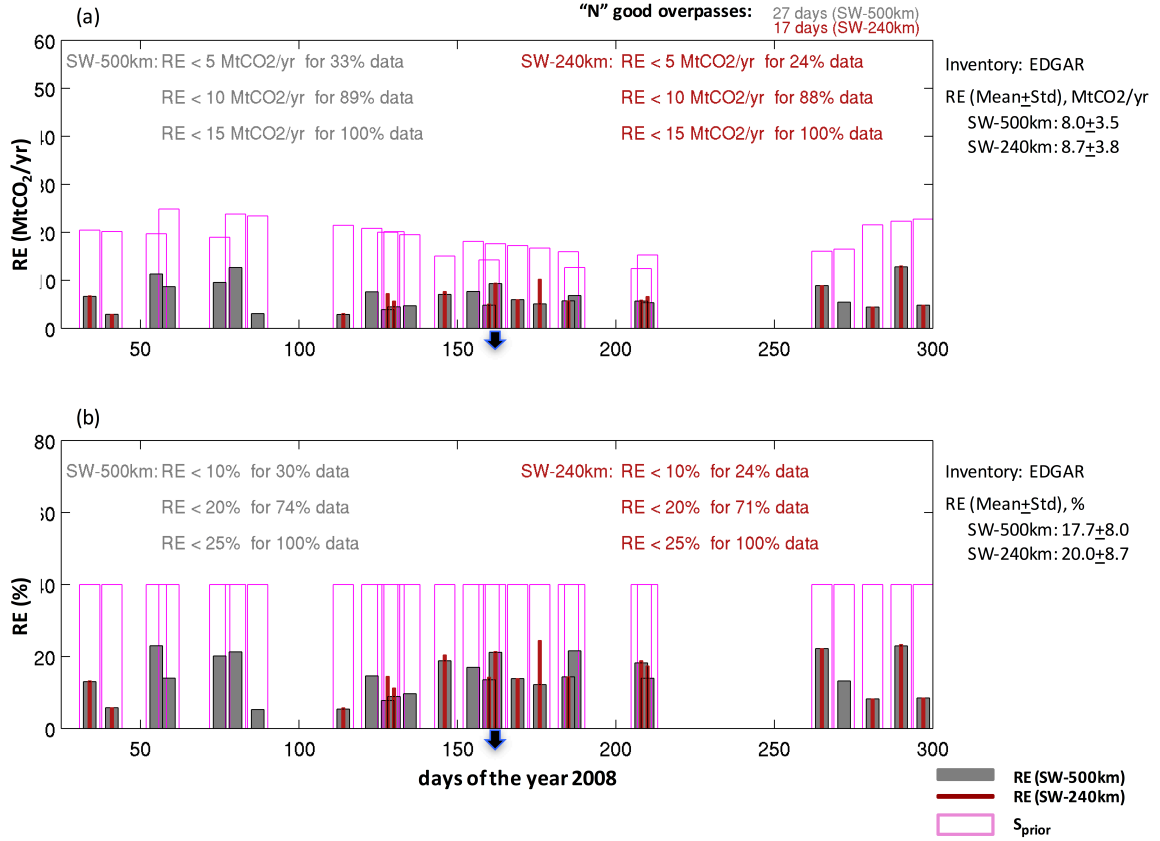 (a)
“N” good overpasses:
27 days (SW-500km)
17 days (SW-240km)
60
SW-500km: RE < 5 MtCO2/yr for 33% data
SW-240km: RE < 5 MtCO2/yr for 24% data
Inventory: EDGAR
50
RE < 10 MtCO2/yr for 89% data
RE < 10 MtCO2/yr for 88% data
RE (Mean±Std), MtCO2/yr
SW-500km: 8.0±3.5
40
RE < 15 MtCO2/yr for 100% data
RE < 15 MtCO2/yr for 100% data
SW-240km: 8.7±3.8
30
20
10
0
RE (MtCO₂/yr)
50 100 150 200 250 300
(b)
80
SW-500km: RE < 10% for 30% data
SW-240km: RE < 10% for 24% data
Inventory: EDGAR
60
RE < 20% for 74% data
RE < 20% for 71% data
RE (Mean±Std), %
SW-500km: 17.7±8.0
RE < 25% for 100% data
RE < 25% for 100% data
SW-240km: 20.0±8.7
40
20
0
RE (%)
50 100 150 200 250 300
days of the year 2008
RE (SW-500km)
RE (SW-240km)
Sprior